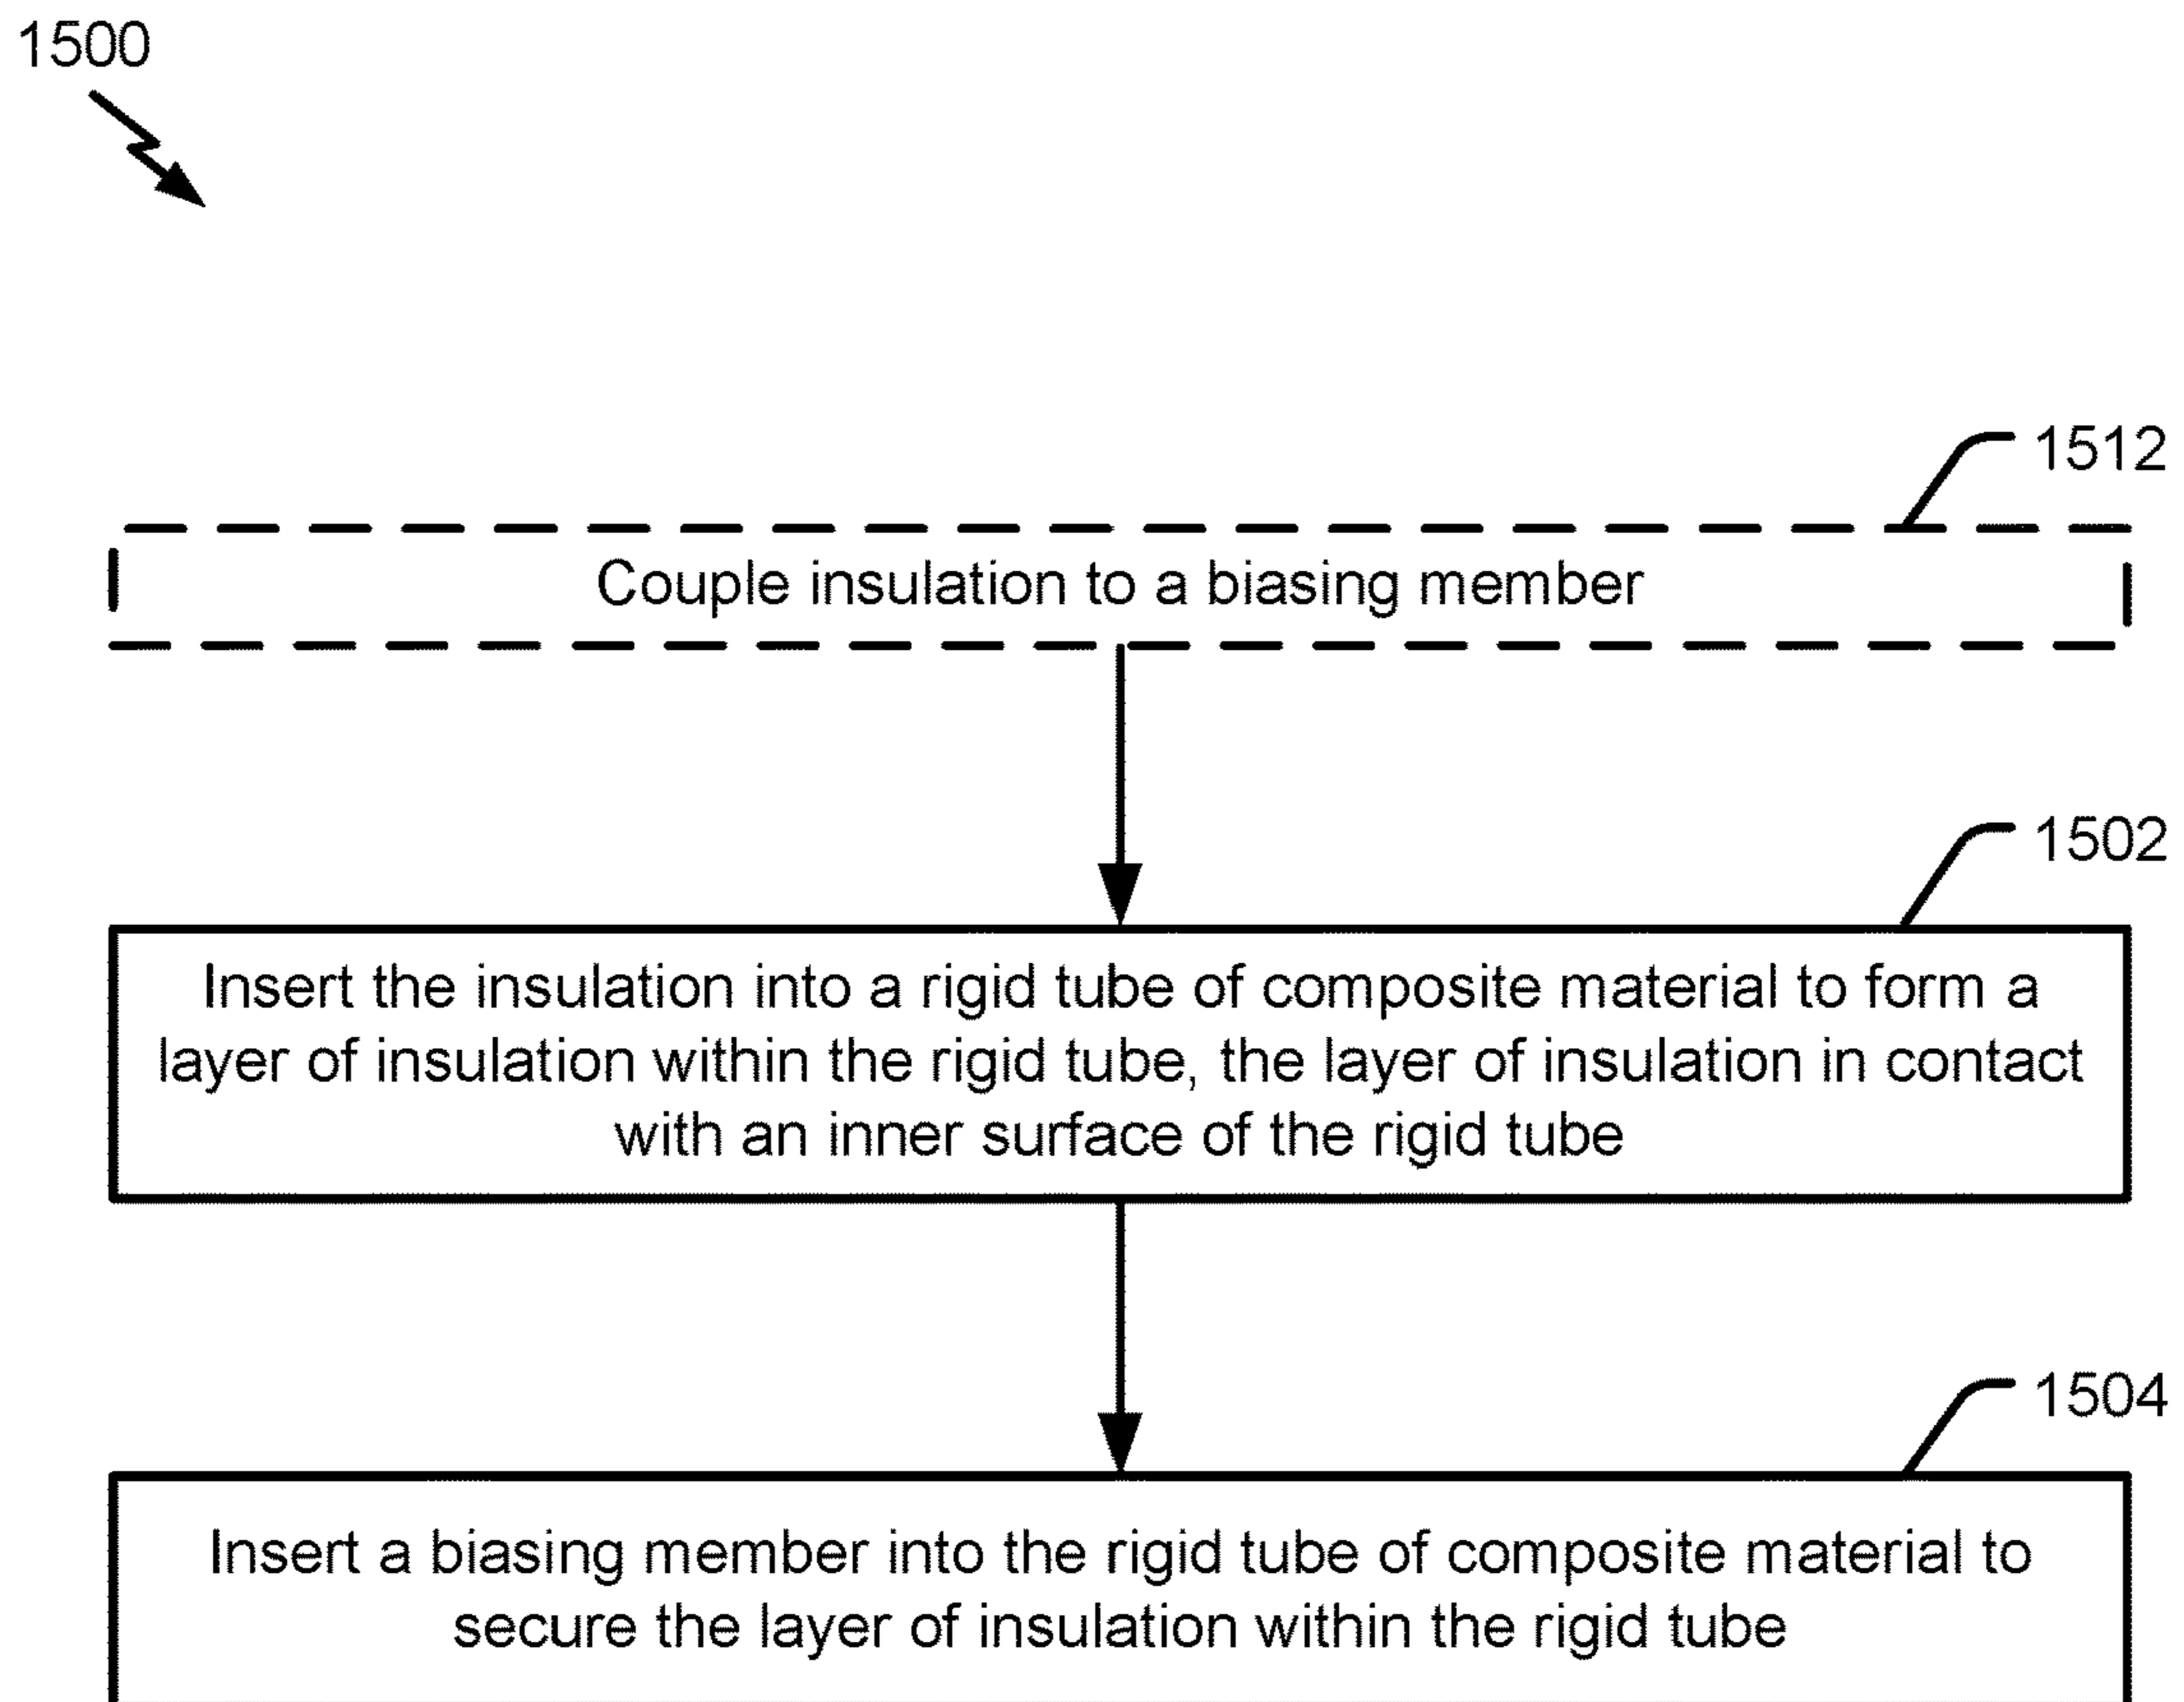 1500
1512
Couple insulation to a biasing member
1502
Insert the insulation into a rigid tube of composite material to form a
layer of insulation within the rigid tube, the layer of insulation in contact
with an inner surface of the rigid tube
1504
Insert a biasing member into the rigid tube of composite material to
secure the layer of insulation within the rigid tube